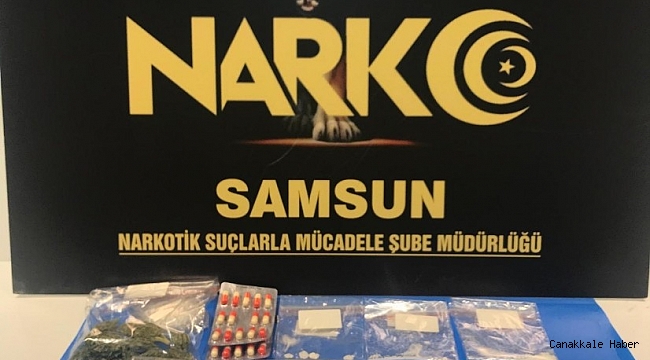 NARKO
SAMSUN
NARKOTİK SUÇLARLA MÜCADELE ŞUBE MÜDÜRLÜĞÜ
Canakkale Haber